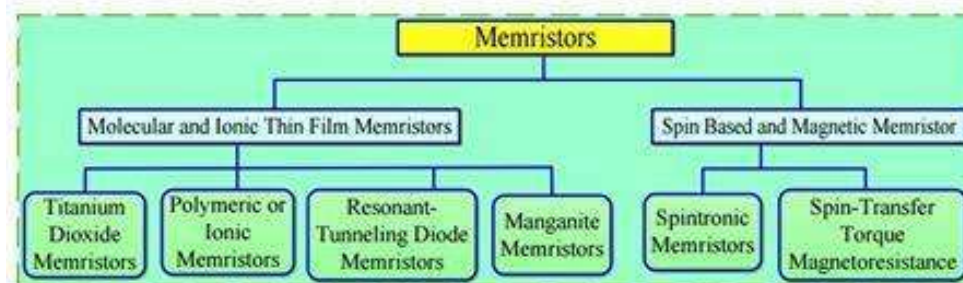 Memristors
Molecular and Ionic Thin Film Memristors
Spin Based and Magnetic Memristor
Titanium
Dioxide
Memristors
Polymeric or
Ionic
Memristors
Resonant-
Tunneling Diode
Memristors
Manganite
Memristors
Spintronic
Memristors
Spin-Transfer
Torque
Magnetoresistance